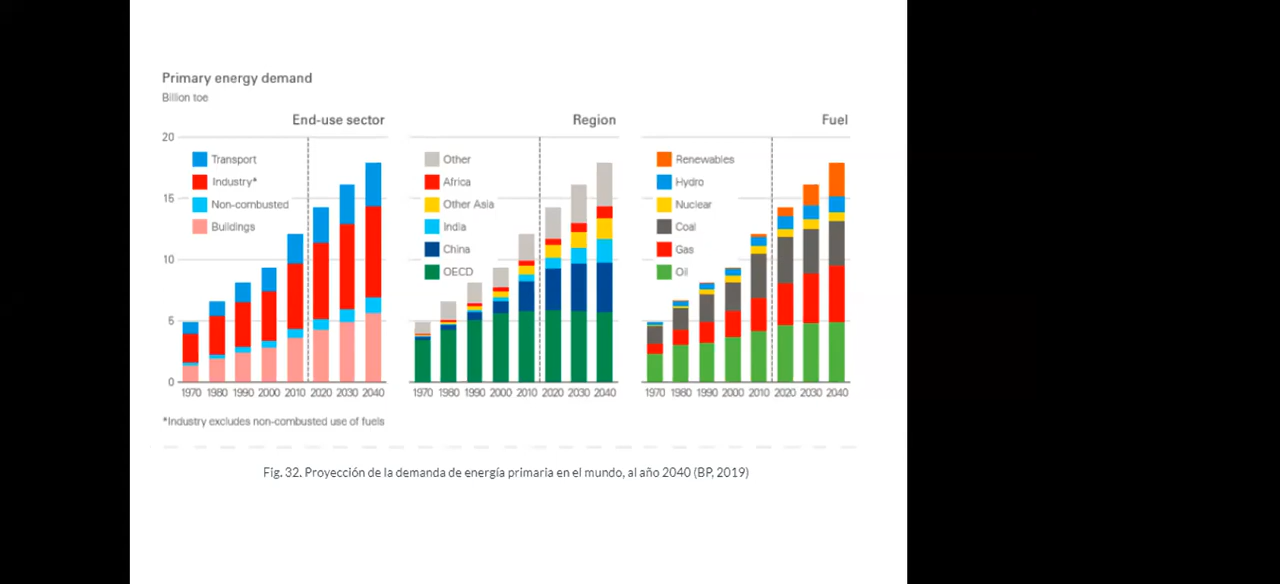 Primary energy demand
Billion toe
End-use sector
Region
Fuel
20
15
10
5
0
Transport
Industry*
Non-combusted
Buildings
1970 1980 1990 2000 2010 2020 2030 2040
Other
Africa
Other Asia
India
China
OECD
1970 1980 1990 2000 2010 2020 2030 2040
Renewables
Hydro
Nuclear
Coal
Gas
Oil
1970 1980 1990 2000 2010 2020 2030 2040
*Industry excludes non-combusted use of fuels
Fig. 32. Proyección de la demanda de energía primaria en el mundo, al año 2040 (BP, 2019)